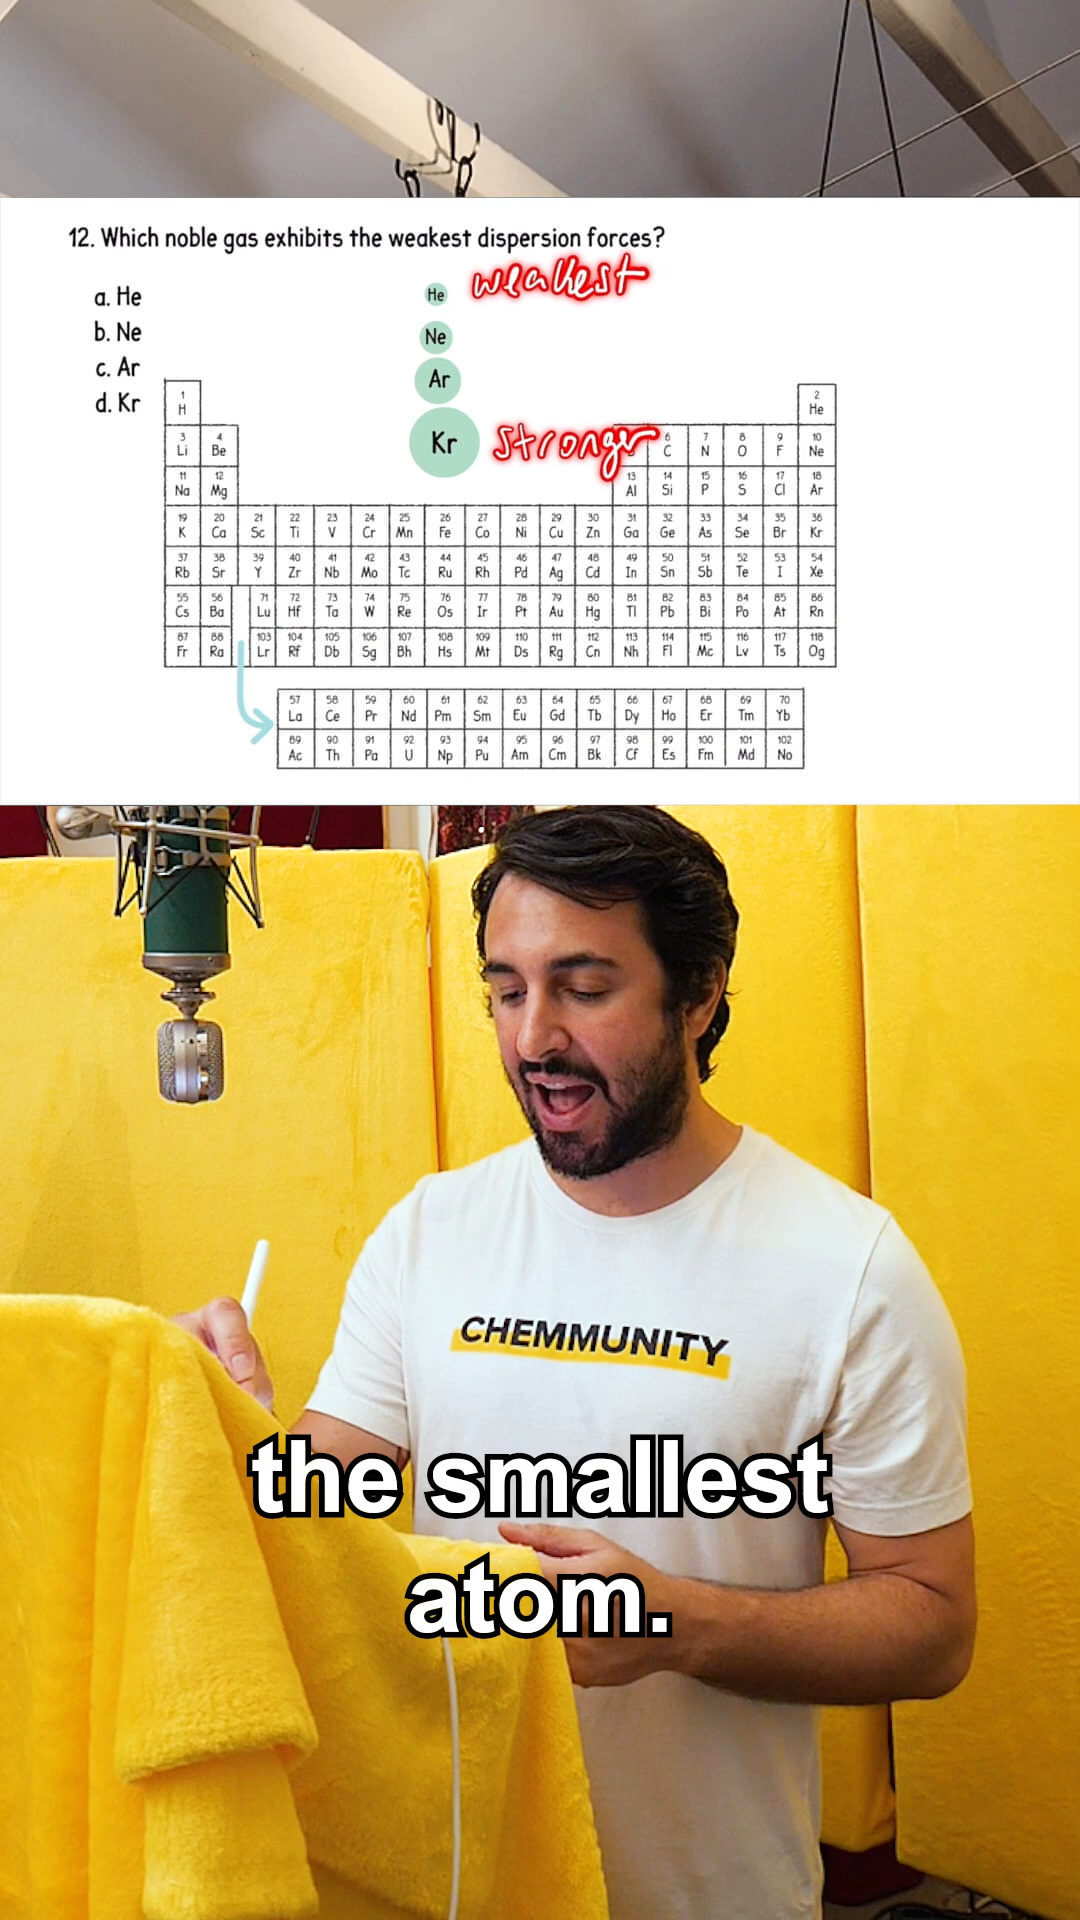 12. Which noble gas exhibits the weakest dispersion forces?
weakest
a. He
b. Ne
c. Ar
d. Kr
He
Ne
Ar
Kr
stronger
1 H
2 He
3 Li
4 Be
6 C
7 N
8 O
9 F
10 Ne
11 Na
12 Mg
13 Al
14 Si
15 P
16 S
17 Cl
18 Ar
19 K
20 Ca
21 Sc
22 Ti
23 V
24 Cr
25 Mn
26 Fe
27 Co
28 Ni
29 Cu
30 Zn
31 Ga
32 Ge
33 As
34 Se
35 Br
36 Kr
37 Rb
38 Sr
39 Y
40 Zr
41 Nb
42 Mo
43 Tc
44 Ru
45 Rh
46 Pd
47 Ag
48 Cd
49 In
50 Sn
51 Sb
52 Te
53 I
54 Xe
55 Cs
56 Ba
71 Lu
72 Hf
73 Ta
74 W
75 Re
76 Os
77 Ir
78 Pt
79 Au
80 Hg
81 Tl
82 Pb
83 Bi
84 Po
85 At
86 Rn
87 Fr
88 Ra
103 Lr
104 Rf
105 Db
106 Sg
107 Bh
108 Hs
109 Mt
110 Ds
111 Rg
112 Cn
113 Nh
114 Fl
115 Mc
116 Lv
117 Ts
118 Og
57 La
58 Ce
59 Pr
60 Nd
61 Pm
62 Sm
63 Eu
64 Gd
65 Tb
66 Dy
67 Ho
68 Er
69 Tm
70 Yb
89 Ac
90 Th
91 Pa
92 U
93 Np
94 Pu
95 Am
96 Cm
97 Bk
98 Cf
99 Es
100 Fm
101 Md
102 No
CHEMMUNITY
the smallest
atom.